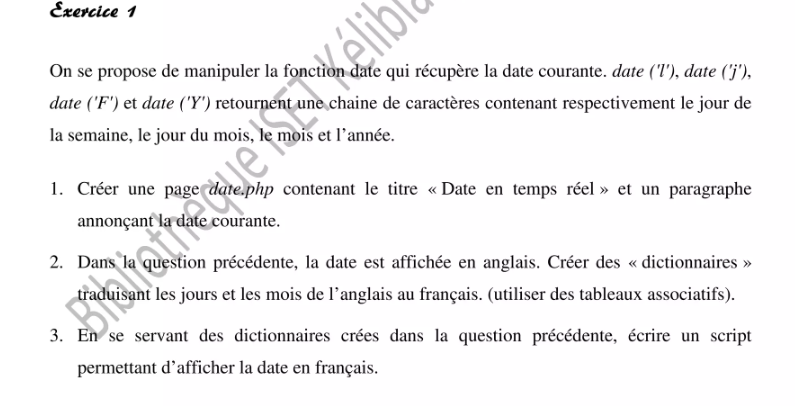 Exercice 1
On se propose de manipuler la fonction date qui récupère la date courante. date ('l'), date ('j'),
date ('F') et date ('Y') retournent une chaine de caractères contenant respectivement le jour de
la semaine, le jour du mois, le mois et l’année.
1. Créer une page date.php contenant le titre « Date en temps réel » et un paragraphe
annonçant la date courante.
2. Dans la question précédente, la date est affichée en anglais. Créer des « dictionnaires »
traduisant les jours et les mois de l’anglais au français. (utiliser des tableaux associatifs).
3. En se servant des dictionnaires crées dans la question précédente, écrire un script
permettant d’afficher la date en français.
Bibliothèque ISET Kélibia